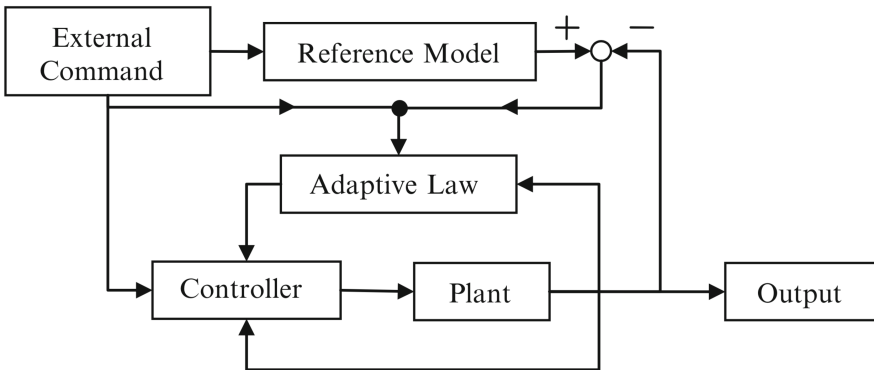 External
Command
Reference Model
+
−
Adaptive Law
Controller
Plant
Output